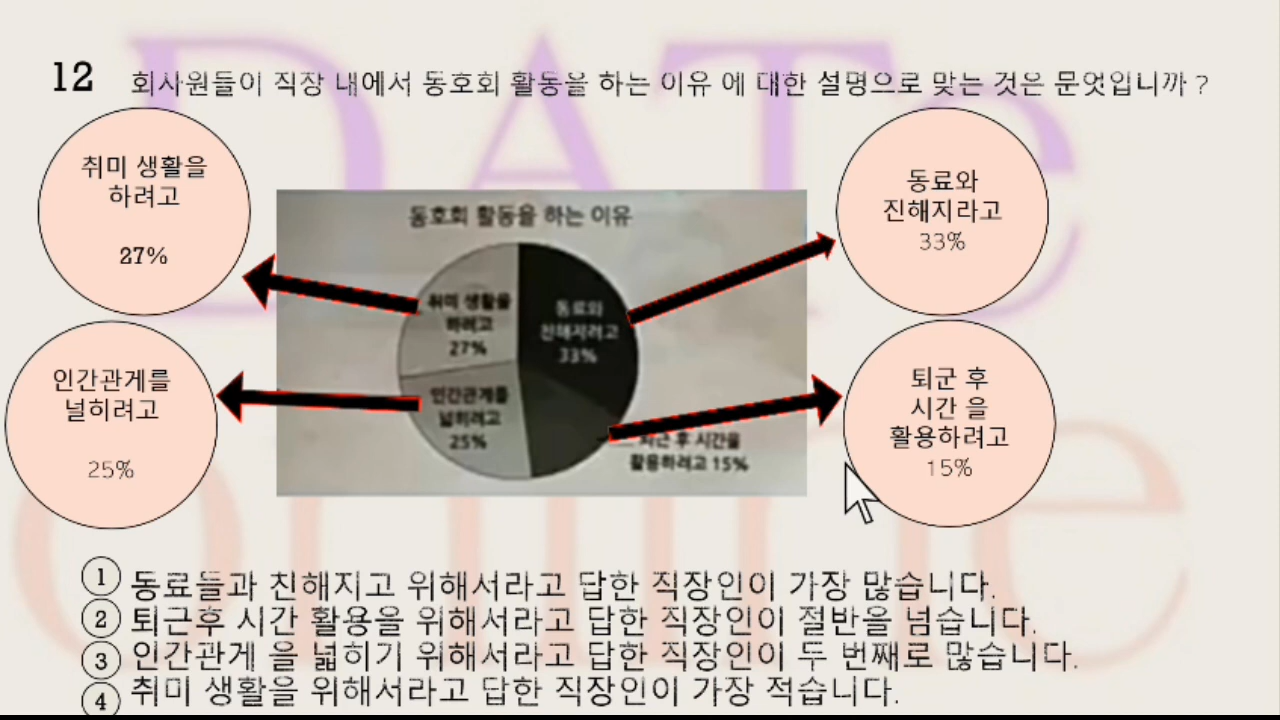 DATe
online
12 회사원들이 직장 내에서 동호회 활동을 하는 이유 에 대한 설명으로 맞는 것은 문엇입니까 ?
취미 생활을
하려고
27%
인간관계를
널히려고
25%
동호회 활동을 하는 이유
취미 생활을
하려고
27%
동료와
친해지려고
33%
인간관계를
넓히려고
25%
퇴근 후 시간을
활용하려고 15%
동료와
진해지라고
33%
퇴군 후
시간 을
활용하려고
15%
① 동료들과 친해지고 위해서라고 답한 직장인이 가장 많습니다.
② 퇴근후 시간 활용을 위해서라고 답한 직장인이 절반을 넘습니다.
③ 인간관계 을 넓히기 위해서라고 답한 직장인이 두 번째로 많습니다.
④ 취미 생활을 위해서라고 답한 직장인이 가장 적습니다.